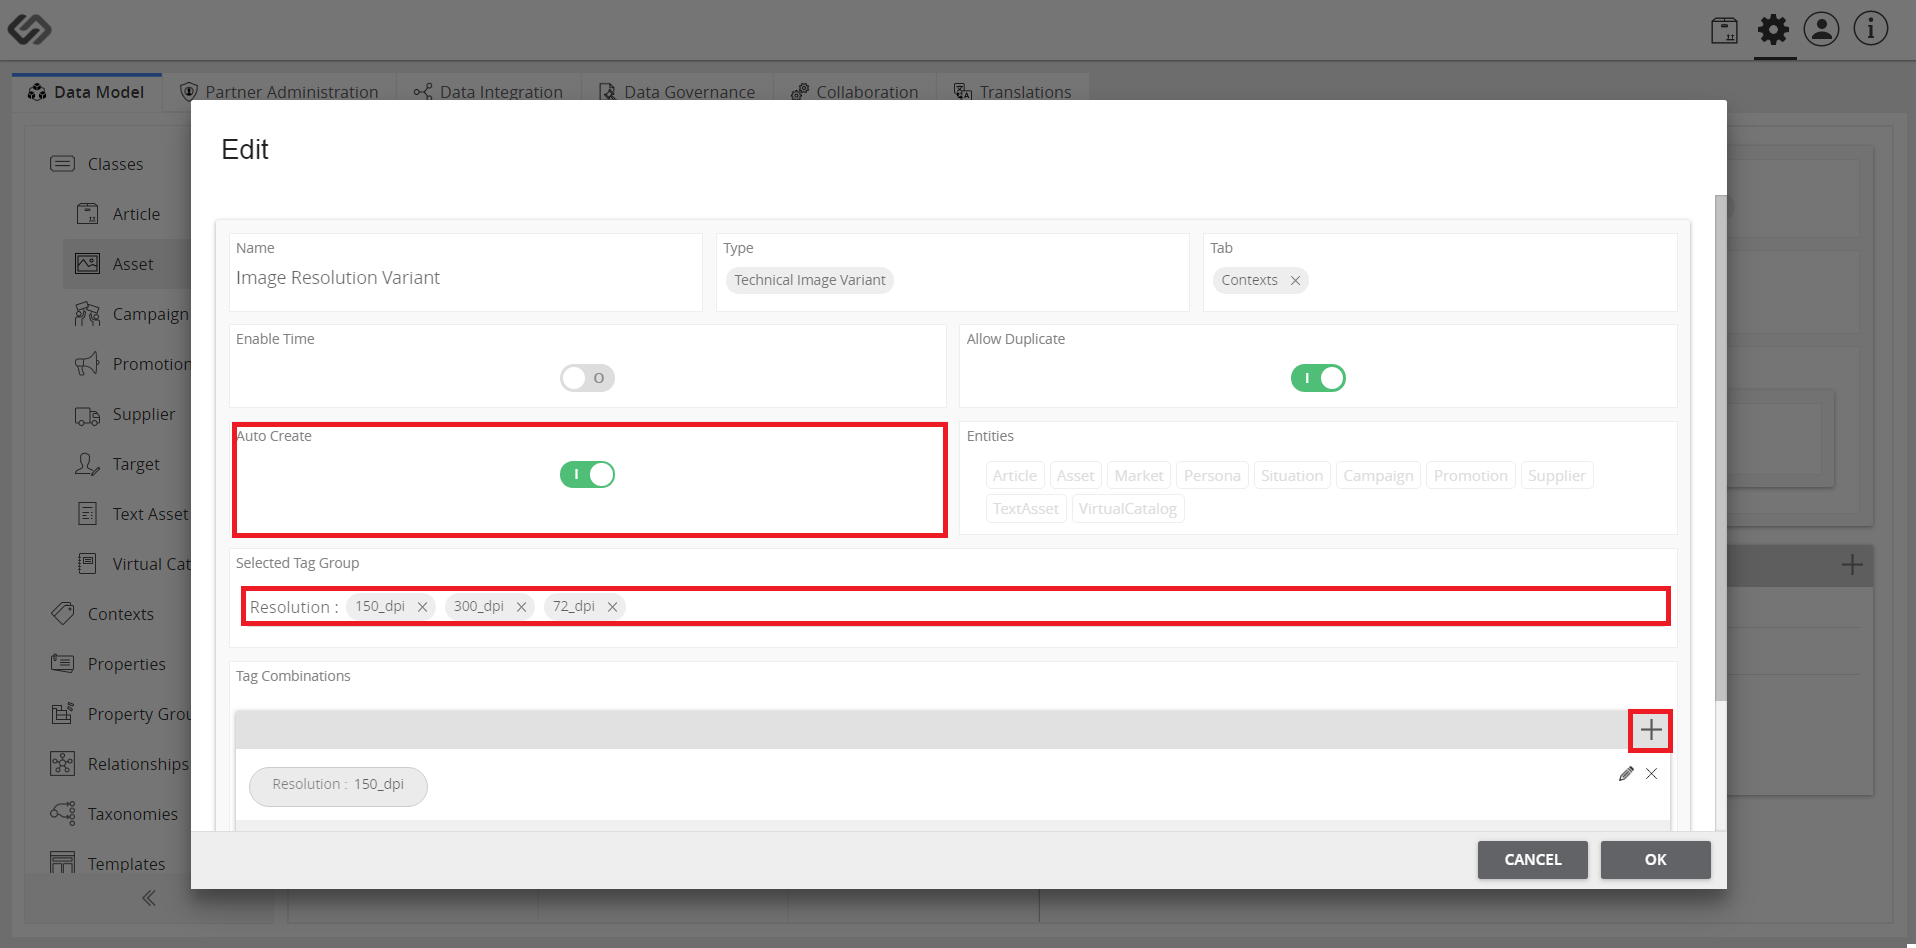 Data Model Partner Administration Data Integration Data Governance Collaboration Translations
Edit
Classes
Article
Asset
Campaign
Promotion
Supplier
Target
Text Asset
Virtual Cat
Contexts
Properties
Property Grou
Relationships
Taxonomies
Templates
Name
Image Resolution Variant
Type
Technical Image Variant
Tab
Contexts
Enable Time
O
Allow Duplicate
I
Auto Create
I
Entities
Article Asset Market Persona Situation Campaign Promotion Supplier
TextAsset VirtualCatalog
Selected Tag Group
Resolution : 150_dpi 300_dpi 72_dpi
Tag Combinations
Resolution : 150_dpi
CANCEL OK